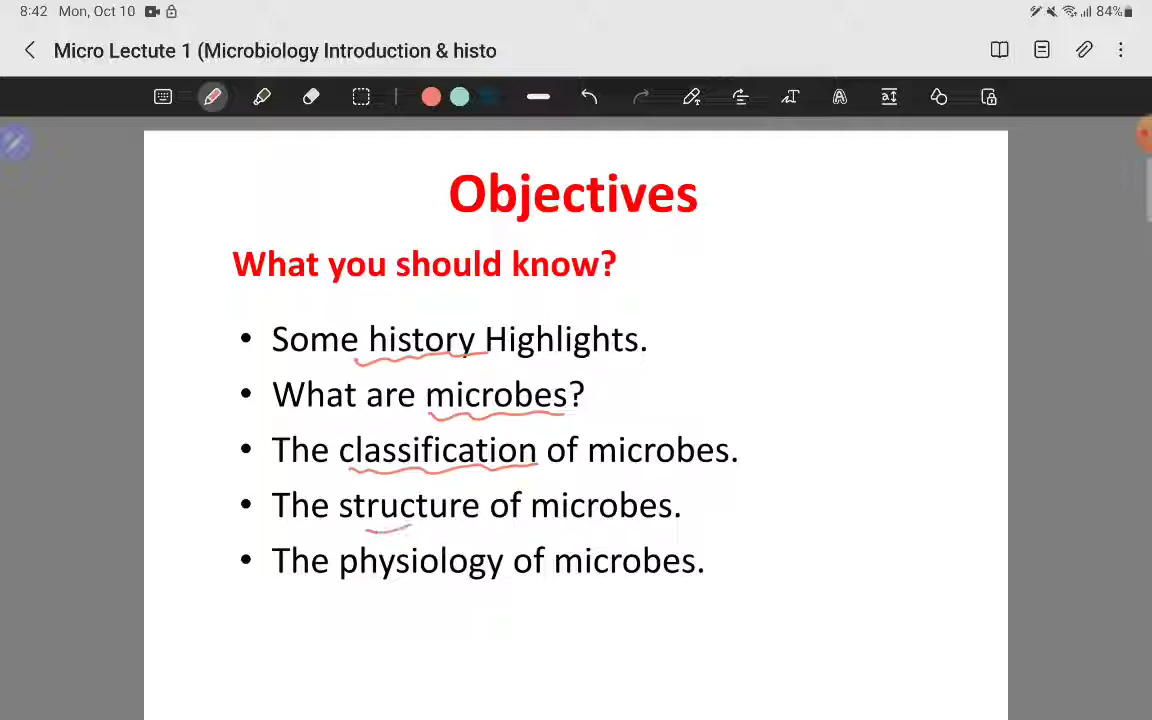 8:42 Mon, Oct 10 84%
Micro Lectute 1 (Microbiology Introduction & histo
Objectives
What you should know?
• Some history Highlights.
• What are microbes?
• The classification of microbes.
• The structure of microbes.
• The physiology of microbes.